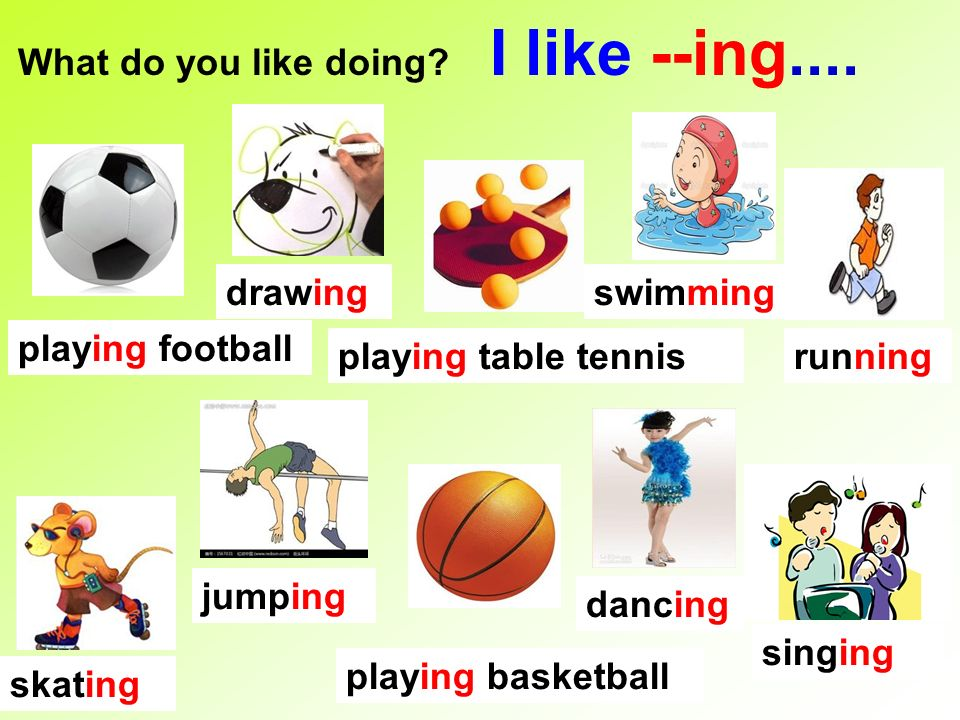 What do you like doing? I like --ing....
drawing
swimming
playing football
playing table tennis
running
jumping
dancing
singing
skating
playing basketball